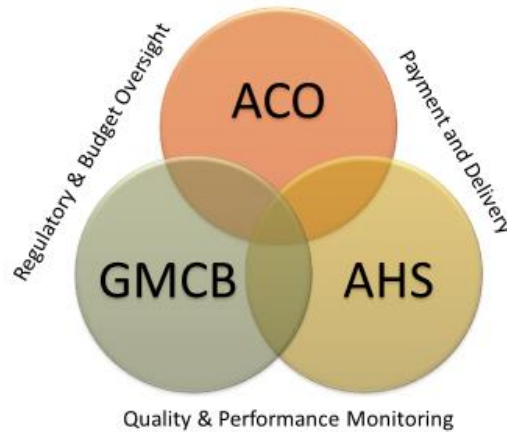 ACO
Regulatory & Budget Oversight
Payment and Delivery
GMCB
AHS
Quality & Performance Monitoring